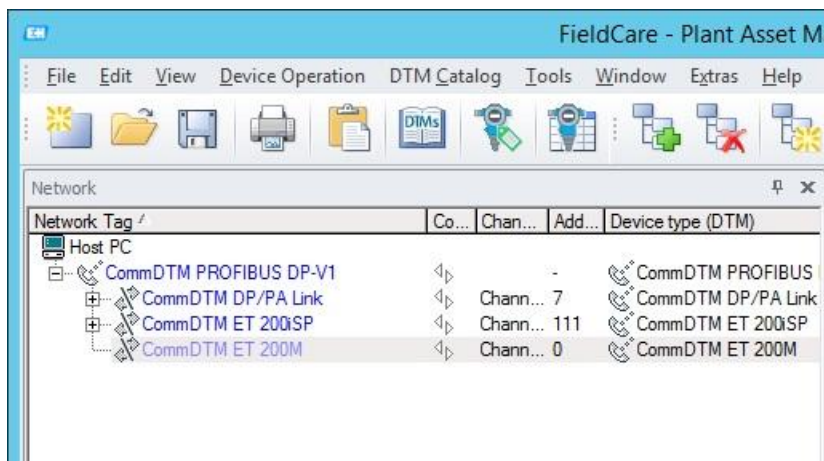 FieldCare - Plant Asset M
File Edit View Device Operation DTM Catalog Tools Window Extras Help
DTMs
Network
Network Tag Co... Chan... Add... Device type (DTM)
Host PC
CommDTM PROFIBUS DP-V1 - CommDTM PROFIBUS
CommDTM DP/PA Link Chann... 7 CommDTM DP/PA Link
CommDTM ET 200iSP Chann... 111 CommDTM ET 200iSP
CommDTM ET 200M Chann... 0 CommDTM ET 200M